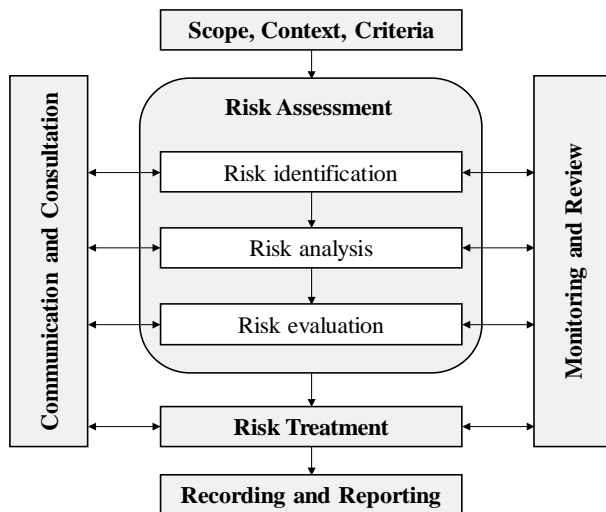 Scope, Context, Criteria
Communication and Consultation
Risk Assessment
Risk identification
Risk analysis
Risk evaluation
Monitoring and Review
Risk Treatment
Recording and Reporting